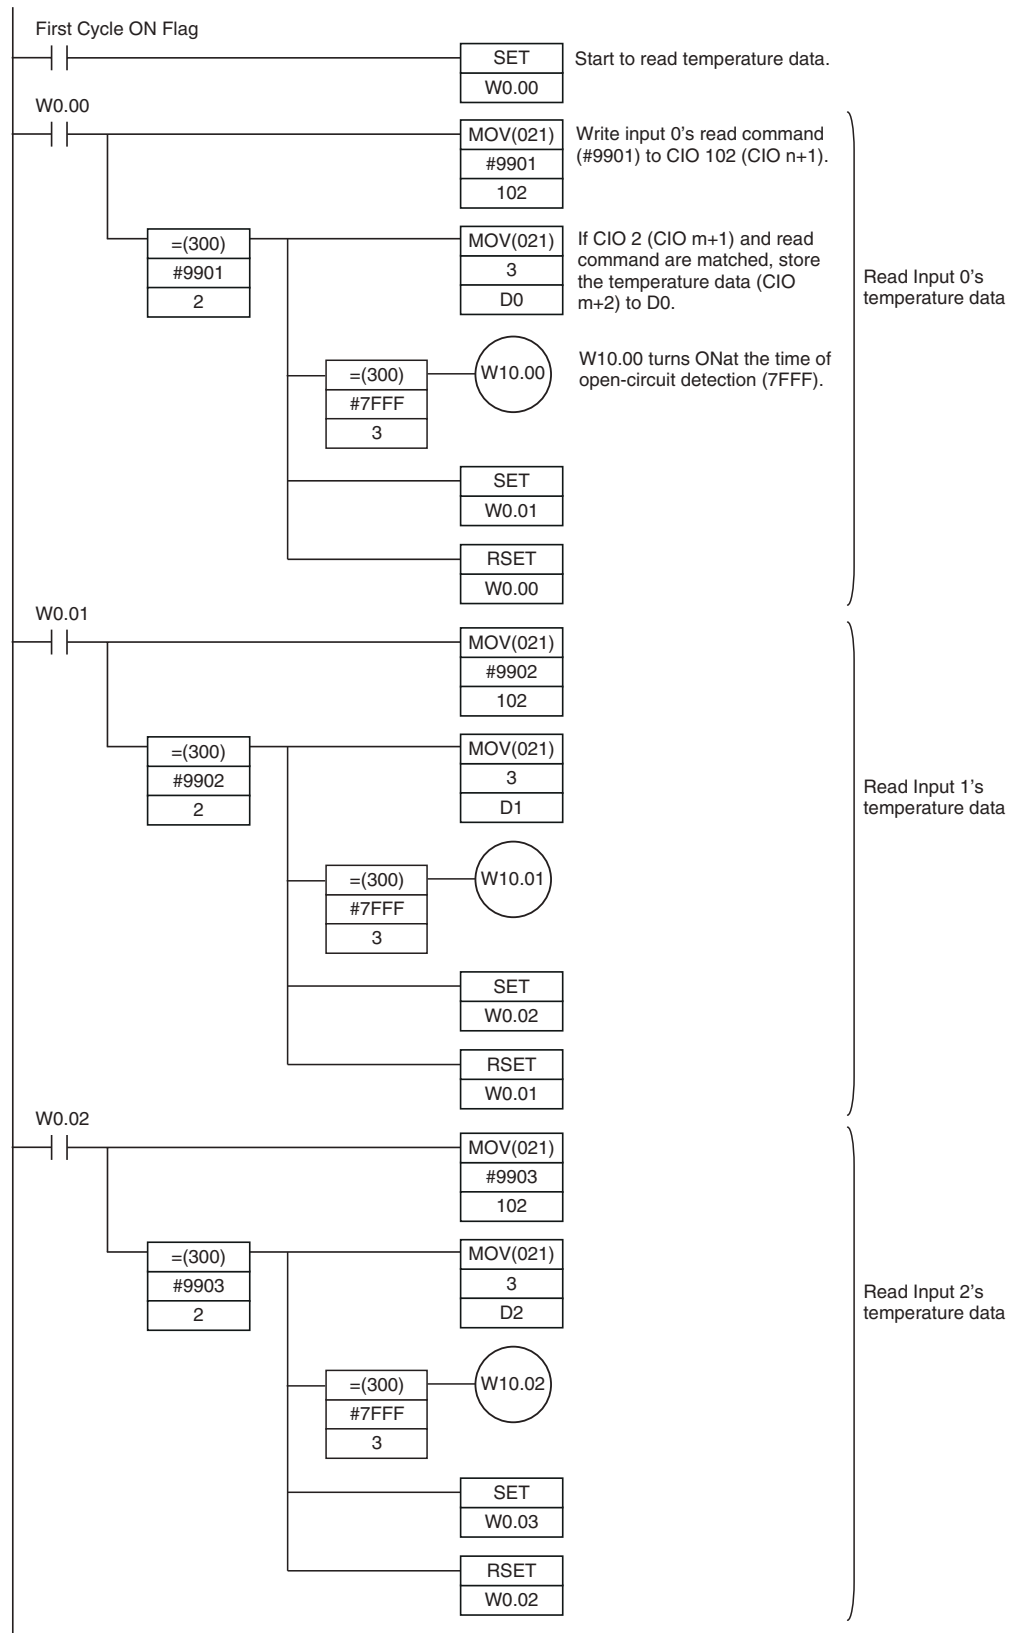 First Cycle ON Flag
SET
W0.00
Start to read temperature data.
W0.00
MOV(021)
#9901
102
Write input 0's read command
(#9901) to CIO 102 (CIO n+1).
=(300)
#9901
2
MOV(021)
3
D0
If CIO 2 (CIO m+1) and read
command are matched, store
the temperature data (CIO
m+2) to D0.
Read Input 0's
temperature data
=(300)
#7FFF
3
W10.00
W10.00 turns ONat the time of
open-circuit detection (7FFF).
SET
W0.01
RSET
W0.00
W0.01
MOV(021)
#9902
102
=(300)
#9902
2
MOV(021)
3
D1
Read Input 1's
temperature data
=(300)
#7FFF
3
W10.01
SET
W0.02
RSET
W0.01
W0.02
MOV(021)
#9903
102
=(300)
#9903
2
MOV(021)
3
D2
Read Input 2's
temperature data
=(300)
#7FFF
3
W10.02
SET
W0.03
RSET
W0.02